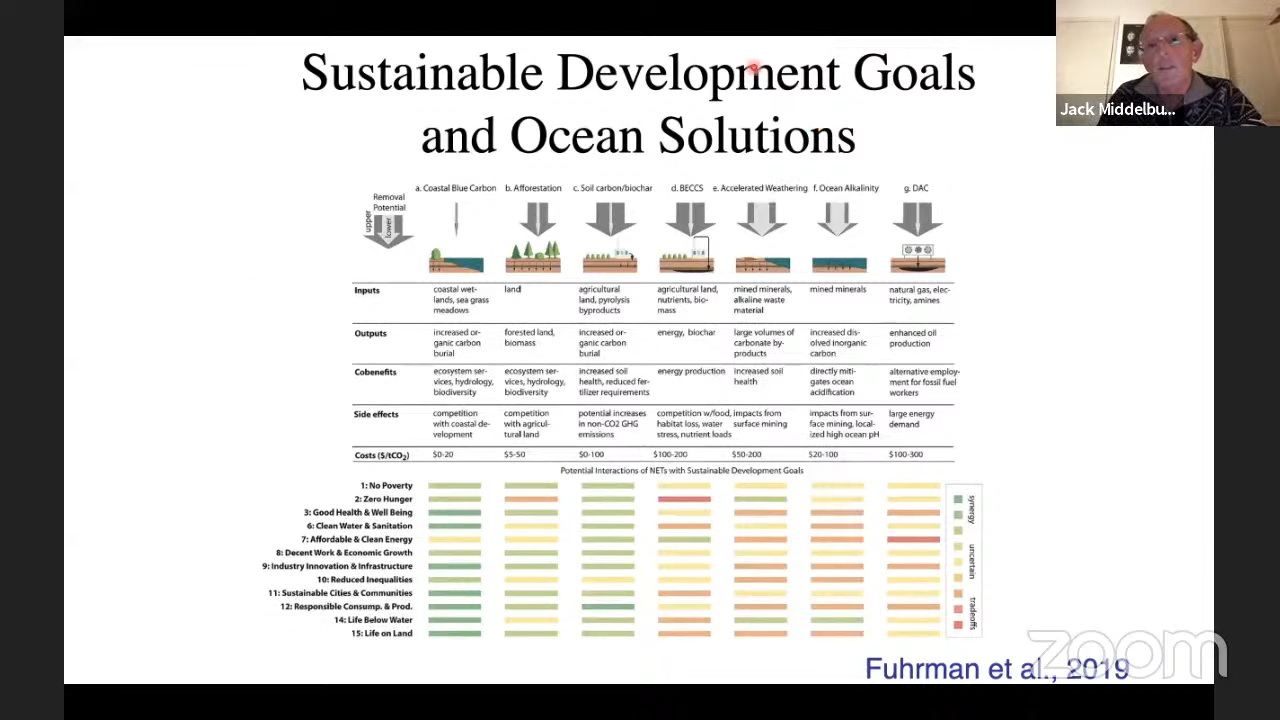 Sustainable Development Goals
and Ocean Solutions
Jack Middelbu...
Removal
Potential
upper
lower
a. Coastal Blue Carbon
b. Afforestation
c. Soil carbon/biochar
d. BECCS
e. Accelerated Weathering
f. Ocean Alkalinity
g. DAC
Inputs
coastal wet-
lands, sea grass
meadows
land
agricultural
land, pyrolysis
byproducts
agricultural land,
nutrients, bio-
mass
mined minerals,
alkaline waste
material
mined minerals
natural gas, elec-
tricity, amines
Outputs
increased or-
ganic carbon
burial
forested land,
biomass
increased or-
ganic carbon
burial
energy, biochar
large volumes of
carbonate by-
products
increased dis-
olved inorganic
carbon
enhanced oil
production
Cobenefits
ecosystem ser-
vices, hydrology,
biodiversity
ecosystem ser-
vices, hydrology,
biodiversity
increased soil
health, reduced fer-
tilizer requirements
energy production
increased soil
health
directly miti-
gates ocean
acidification
alternative employ-
ment for fossil fuel
workers
Side effects
competition
with coastal de-
velopment
competition
with agricul-
tural land
potential increases
in non-CO2 GHG
emissions
competition w/food,
habitat loss, water
stress, nutrient loads
impacts from
surface mining
impacts from sur-
face mining, local-
ized high ocean pH
large energy
demand
Costs ($/tCO₂)
$0-20
$5-50
$0-100
$100-200
$50-200
$20-100
$100-300
Potential Interactions of NETs with Sustainable Development Goals
1: No Poverty
2: Zero Hunger
3: Good Health & Well Being
6: Clean Water & Sanitation
7: Affordable & Clean Energy
8: Decent Work & Economic Growth
9: Industry Innovation & Infrastructure
10: Reduced Inequalities
11: Sustainable Cities & Communities
12: Responsible Consump. & Prod.
14: Life Below Water
15: Life on Land
synergy
uncertain
tradeoffs
Fuhrman et al., 2019
zoom